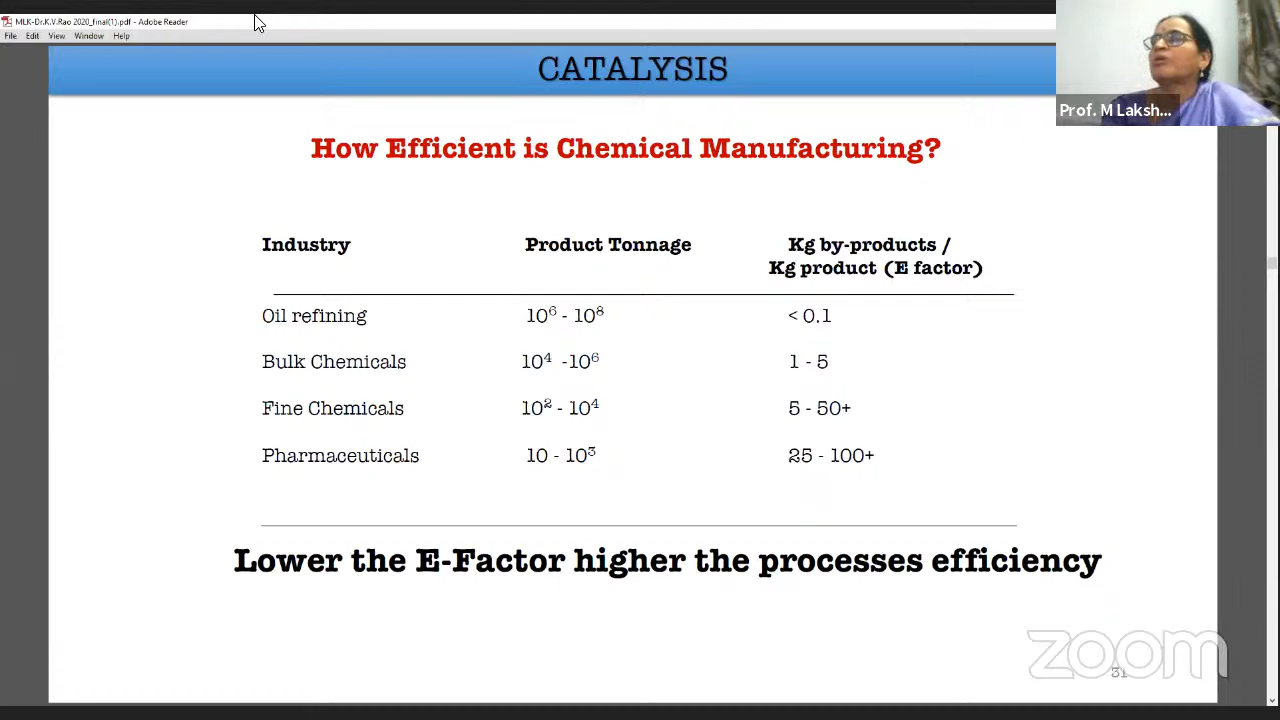 MLK-Dr.K.V.Rao 2020_final(1).pdf - Adobe Reader
File Edit View Window Help
CATALYSIS
Prof. M Laksh...
How Efficient is Chemical Manufacturing?
Industry Product Tonnage Kg by-products /
Kg product (E factor)
Oil refining 10⁶ - 10⁸ < 0.1
Bulk Chemicals 10⁴ -10⁶ 1 - 5
Fine Chemicals 10² - 10⁴ 5 - 50+
Pharmaceuticals 10 - 10³ 25 - 100+
Lower the E-Factor higher the processes efficiency
zoom
31